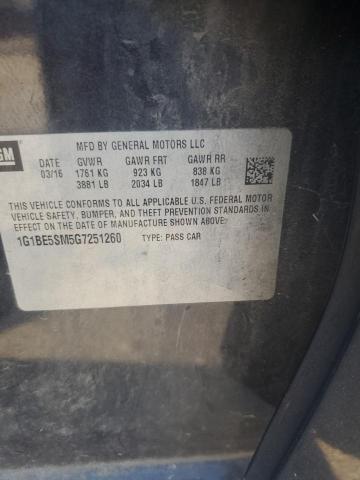 GM
MFD BY GENERAL MOTORS LLC
03/16 GVWR GAWR FRT GAWR RR
1761 KG 923 KG 838 KG
3881 LB 2034 LB 1847 LB
THIS VEHICLE CONFORMS TO ALL APPLICABLE U.S. FEDERAL MOTOR
VEHICLE SAFETY, BUMPER, AND THEFT PREVENTION STANDARDS
IN EFFECT ON THE DATE OF MANUFACTURE SHOWN ABOVE.
1G1BE5SM5G7251260 TYPE: PASS CAR